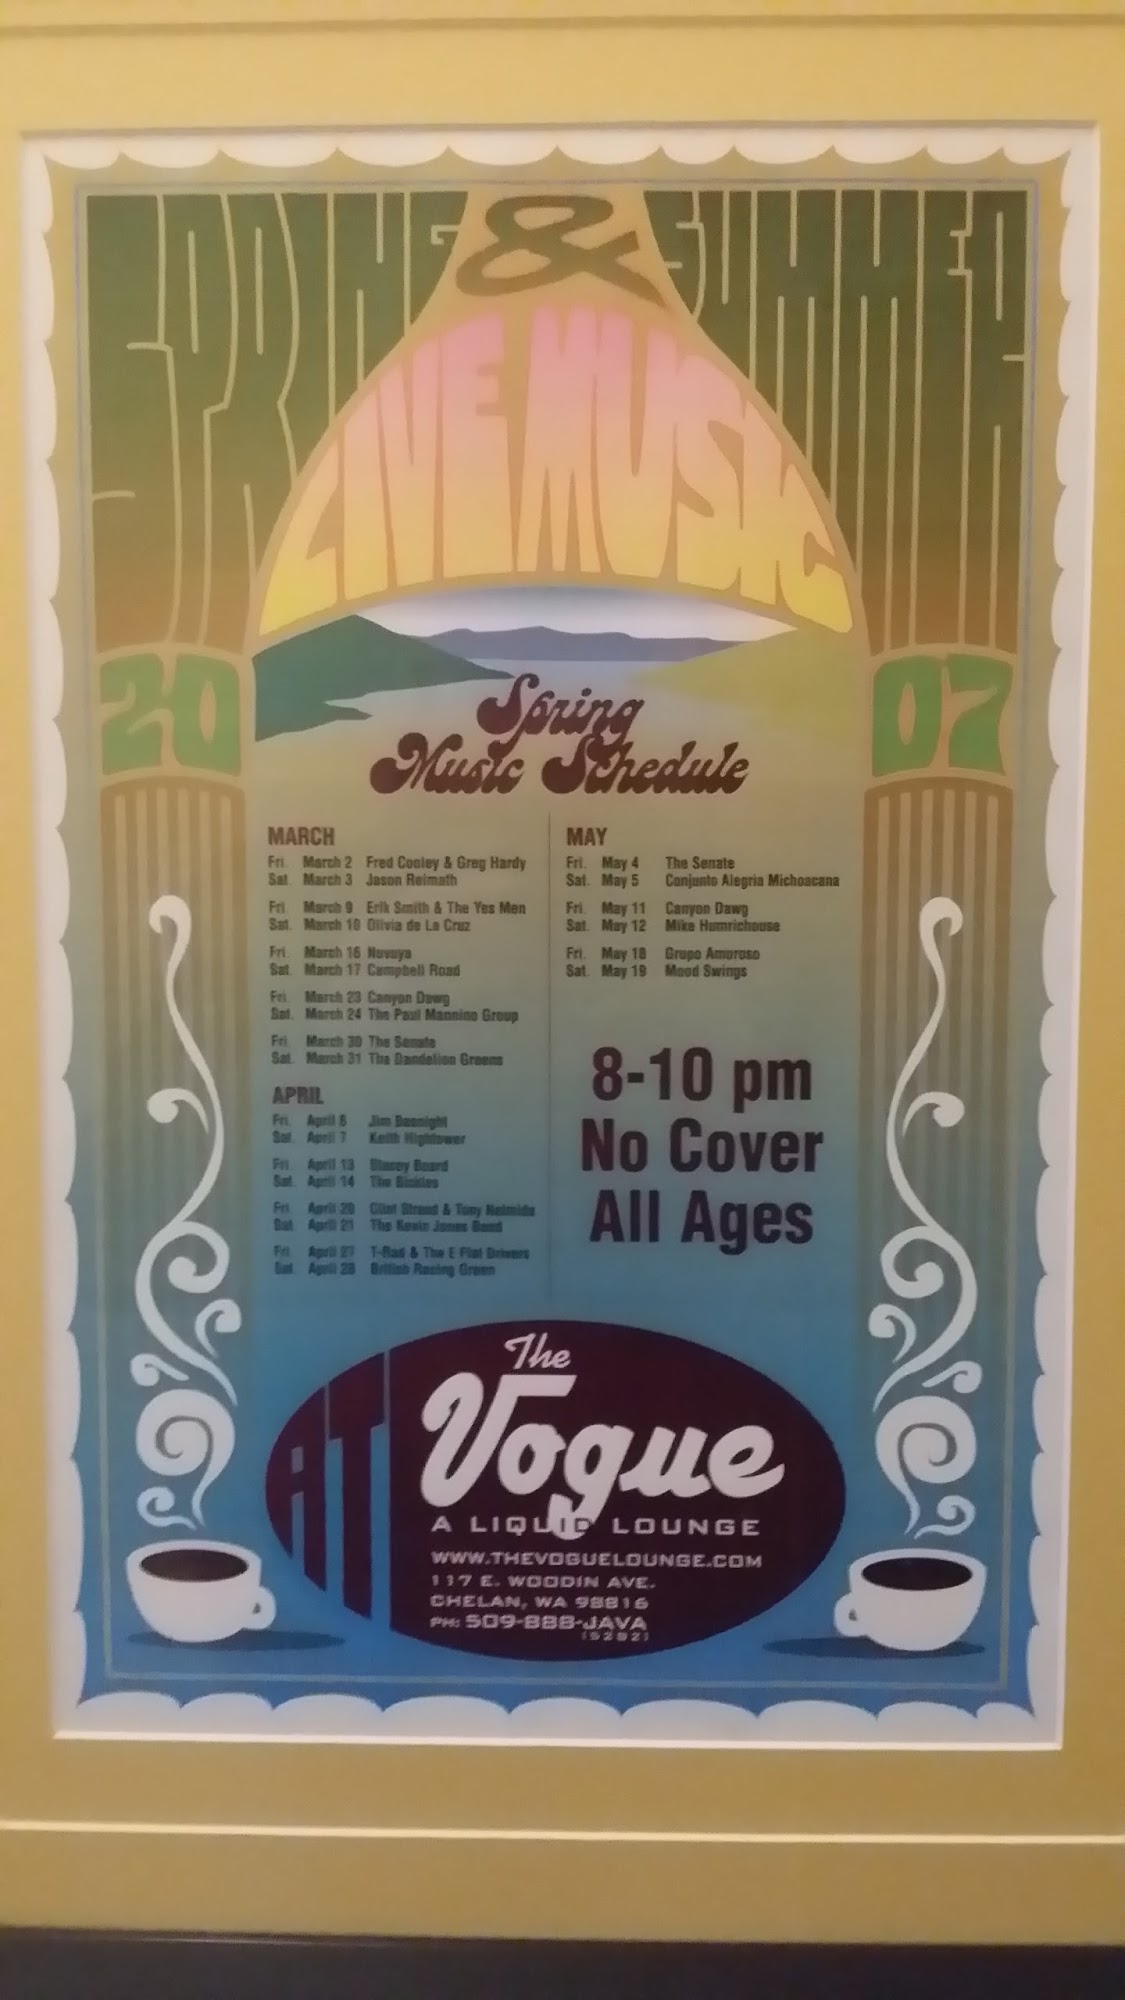 SPRING & SUMMER
LIVE MUSIC
20 07
Spring
Music Schedule
MARCH
Fri. March 2 Fred Cooley & Greg Hardy
Sat. March 3 Jason Reimath
Fri. March 9 Erik Smith & The Yes Men
Sat. March 10 Olivia de La Cruz
Fri. March 16 Nuvuya
Sat. March 17 Campbell Road
Fri. March 23 Canyon Dawg
Sat. March 24 The Paul Mannino Group
Fri. March 30 The Senate
Sat. March 31 The Dandelion Greens
APRIL
Fri. April 6 Jim Basnight
Sat. April 7 Keith Hightower
Fri. April 13 Stacey Board
Sat. April 14 The
Fri. April 20 Clint Strand & Tony
Sat. April 21 The Kevin Jones Band
Fri. April 27 T-Rad & The E Flat Drivers
Sat. April 28 British Racing Green
MAY
Fri. May 4 The Senate
Sat. May 5 Conjunto Alegria Michoacana
Fri. May 11 Canyon Dawg
Sat. May 12 Mike Humrichouse
Fri. May 18 Grupo Amoroso
Sat. May 19 Mood Swings
8-10 pm
No Cover
All Ages
AT The
Vogue
A LIQUID LOUNGE
WWW.THEVOGUELOUNGE.COM
117 E. WOODIN AVE.
CHELAN, WA 98816
PH: 509-888-JAVA
(5282)